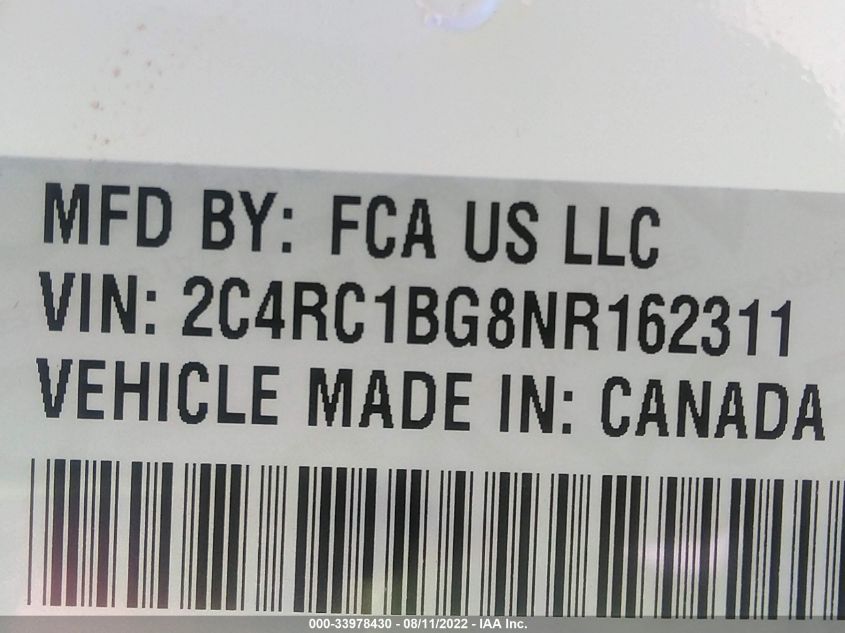 MFD BY: FCA US LLC
VIN: 2C4RC1BG8NR162311
VEHICLE MADE IN: CANADA
000-33978430 - 08/11/2022 - IAA Inc.